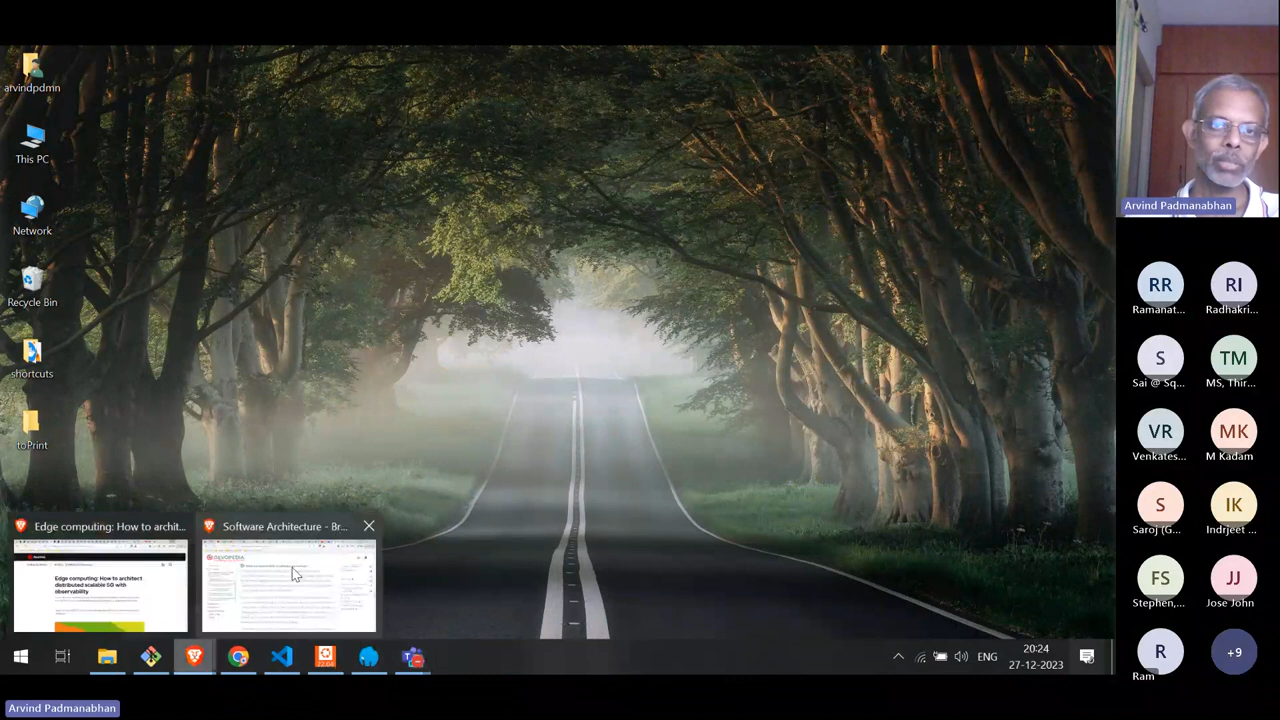 arvindpdmn
This PC
Network
Recycle Bin
shortcuts
toPrint
Edge computing: How to archit...
Software Architecture - Br...
DEVOPEDIA
Edge computing: How to architect
distributed scalable 5G with
observability
22.04
ENG
20:24
27-12-2023
Arvind Padmanabhan
Arvind Padmanabhan
RR
RI
Ramanat...
Radhakri...
S
TM
Sai @ Sq...
MS, Thir...
VR
MK
Venkates...
M Kadam
S
IK
Saroj (G...
Indrjeet ...
FS
JJ
Stephen,...
Jose John
R
+9
Ram